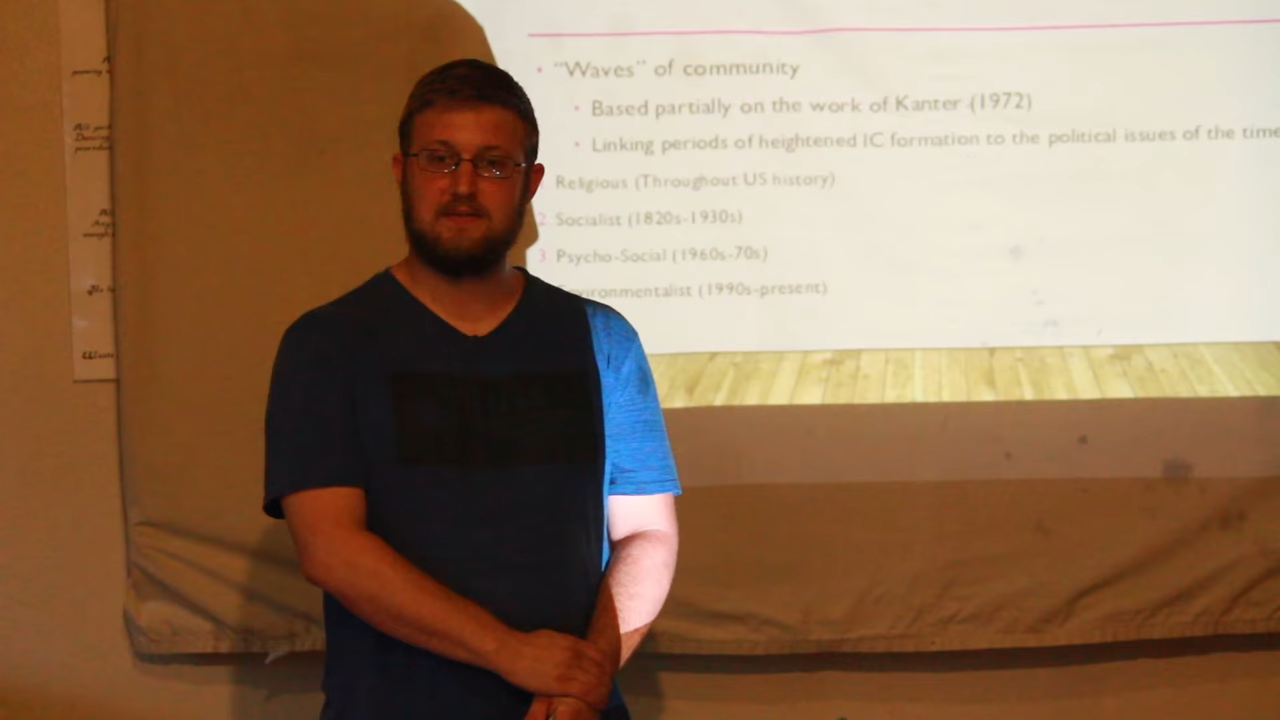 "Waves" of community
Based partially on the work of Kanter (1972)
Linking periods of heightened IC formation to the political issues of the time
Religious (Throughout US history)
2. Socialist (1820s-1930s)
3. Psycho-Social (1960s-70s)
(1990s-present)